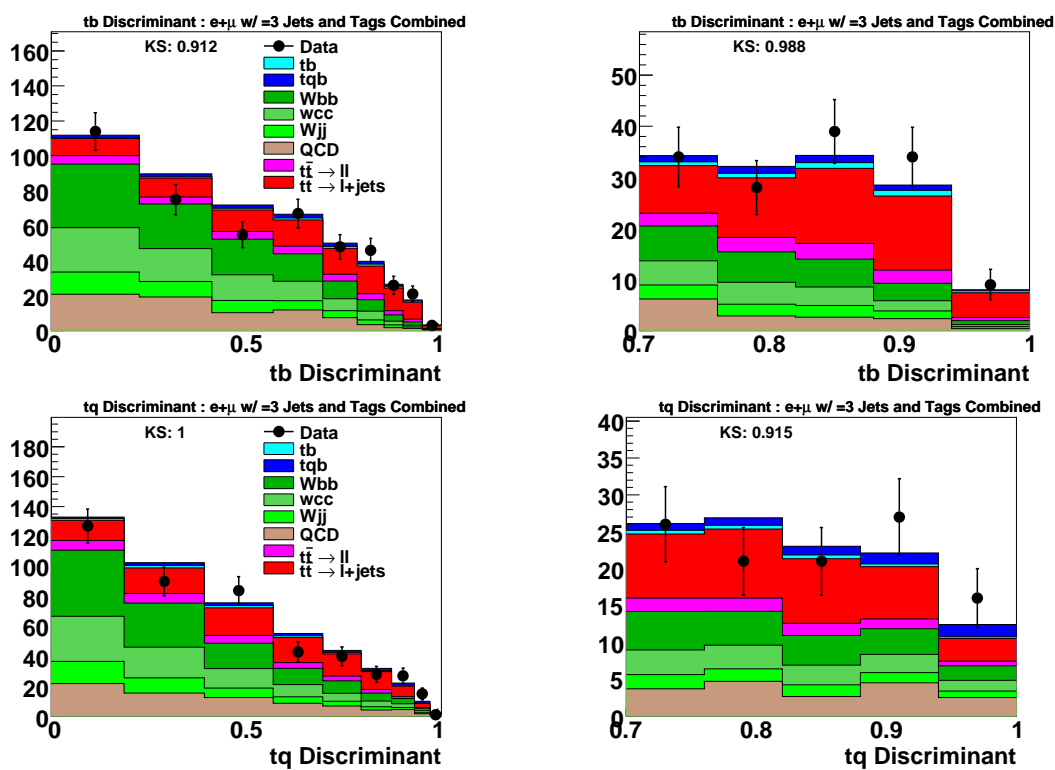 tb Discriminant : e+μ w/ =3 Jets and Tags Combined
KS: 0.912
Data
tb
tqb
Wbb
wcc
Wjj
QCD
tt̄ → ll
tt → l+jets
160
140
120
100
80
60
40
20
0
0 0.5 1
tb Discriminant
tb Discriminant : e+μ w/ =3 Jets and Tags Combined
KS: 0.988
50
40
30
20
10
0
0.7 0.8 0.9 1
tb Discriminant
tq Discriminant : e+μ w/ =3 Jets and Tags Combined
KS: 1
Data
tb
tqb
Wbb
wcc
Wjj
QCD
tt̄ → ll
tt → l+jets
180
160
140
120
100
80
60
40
20
0
0 0.5 1
tq Discriminant
tq Discriminant : e+μ w/ =3 Jets and Tags Combined
KS: 0.915
40
35
30
25
20
15
10
5
0
0.7 0.8 0.9 1
tq Discriminant